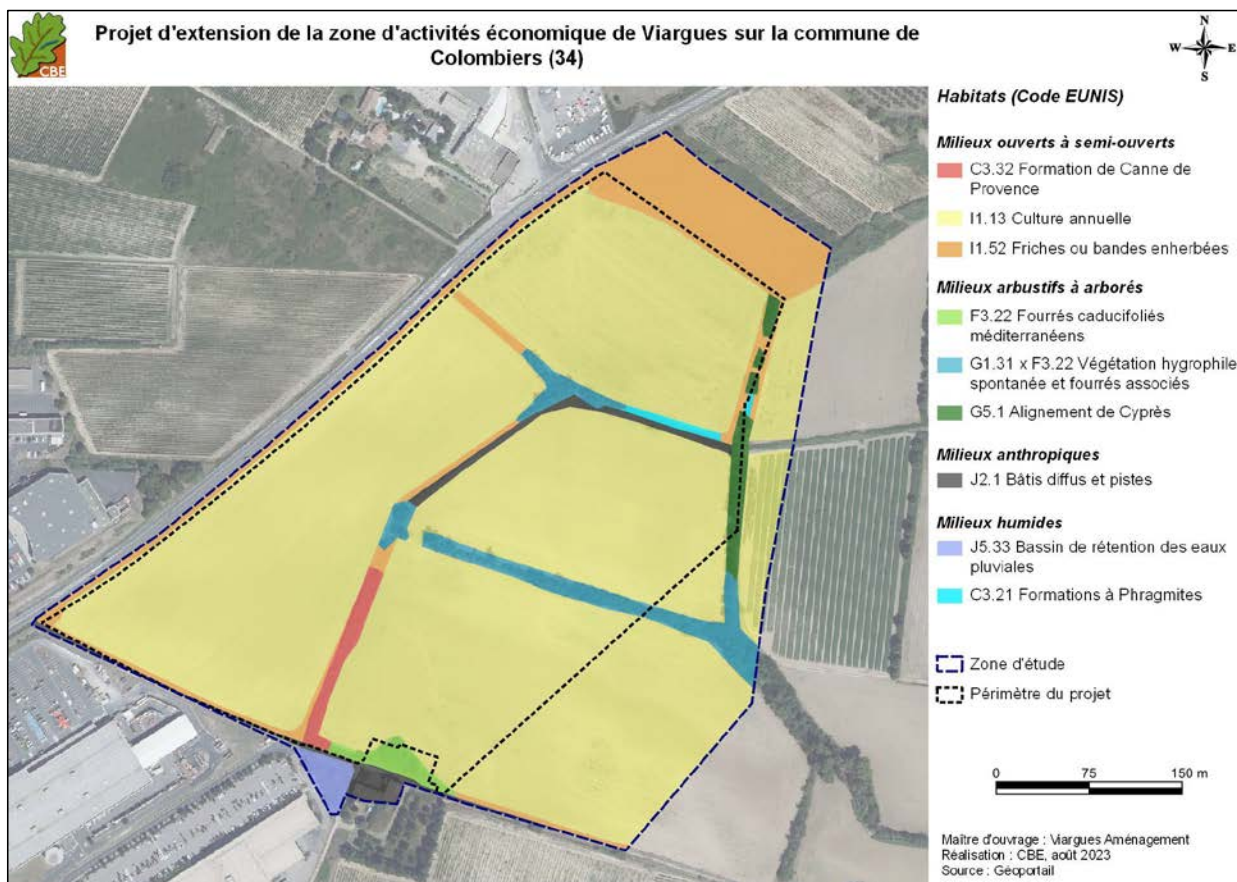 Projet d'extension de la zone d'activités économique de Viargues sur la commune de
Colombiers (34)
CBE
N
W E
S
Habitats (Code EUNIS)
Milieux ouverts à semi-ouverts
C3.32 Formation de Canne de
Provence
I1.13 Culture annuelle
I1.52 Friches ou bandes enherbées
Milieux arbustifs à arborés
F3.22 Fourrés caducifoliés
méditerranéens
G1.31 x F3.22 Végétation hygrophile
spontanée et fourrés associés
G5.1 Alignement de Cyprès
Milieux anthropiques
J2.1 Bâtis diffus et pistes
Milieux humides
J5.33 Bassin de rétention des eaux
pluviales
C3.21 Formations à Phragmites
Zone d'étude
Périmètre du projet
0 75 150 m
Maître d'ouvrage : Viargues Aménagement
Réalisation : CBE, août 2023
Source : Géoportail